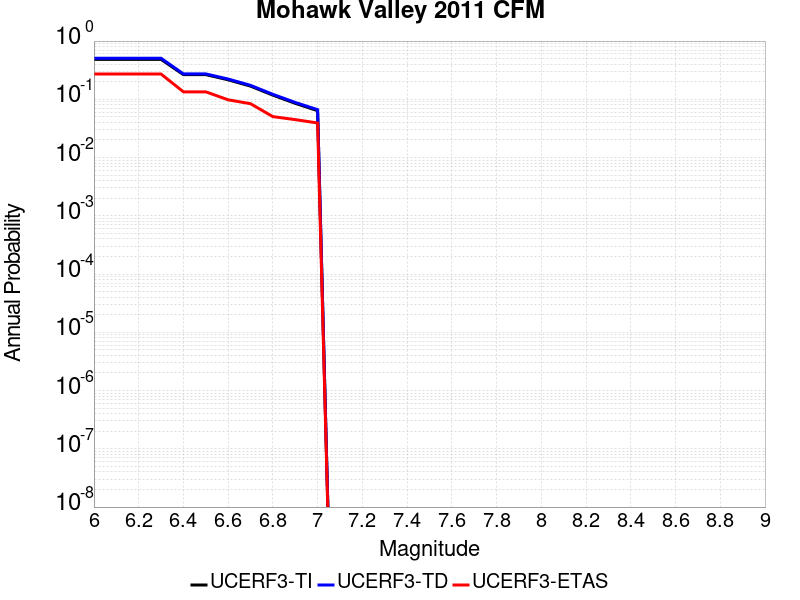 Mohawk Valley 2011 CFM
10^0
10^-1
10^-2
10^-3
10^-4
10^-5
10^-6
10^-7
10^-8
Annual Probability
6 6.2 6.4 6.6 6.8 7 7.2 7.4 7.6 7.8 8 8.2 8.4 8.6 8.8 9
Magnitude
UCERF3-TI UCERF3-TD UCERF3-ETAS